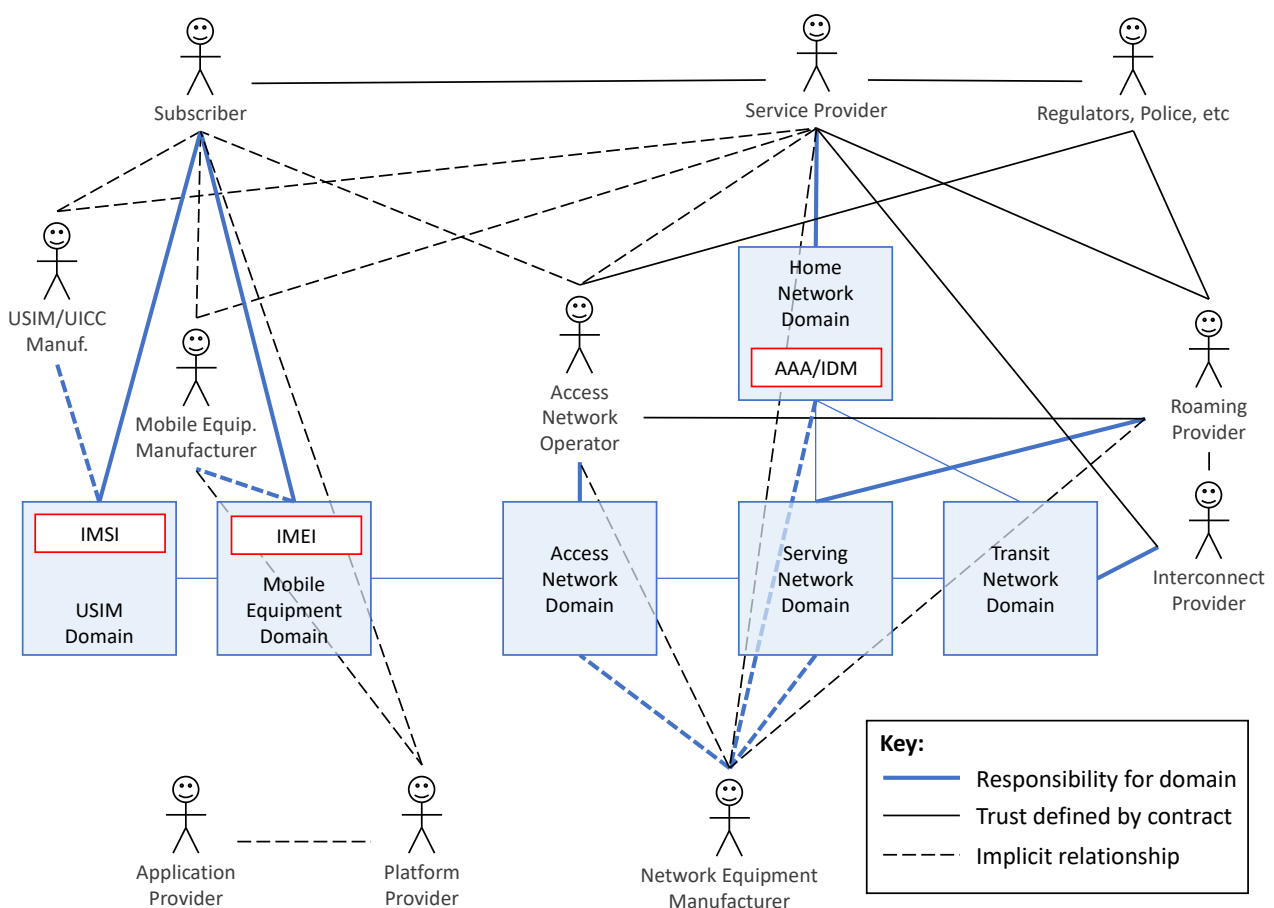 Subscriber
Service Provider
Regulators, Police, etc
USIM/UICC
Manuf.
Mobile Equip.
Manufacturer
Access
Network
Operator
Home
Network
Domain
AAA/IDM
Roaming
Provider
IMSI
USIM
Domain
IMEI
Mobile
Equipment
Domain
Access
Network
Domain
Serving
Network
Domain
Transit
Network
Domain
Interconnect
Provider
Application
Provider
Platform
Provider
Network Equipment
Manufacturer
Key:
Responsibility for domain
Trust defined by contract
Implicit relationship